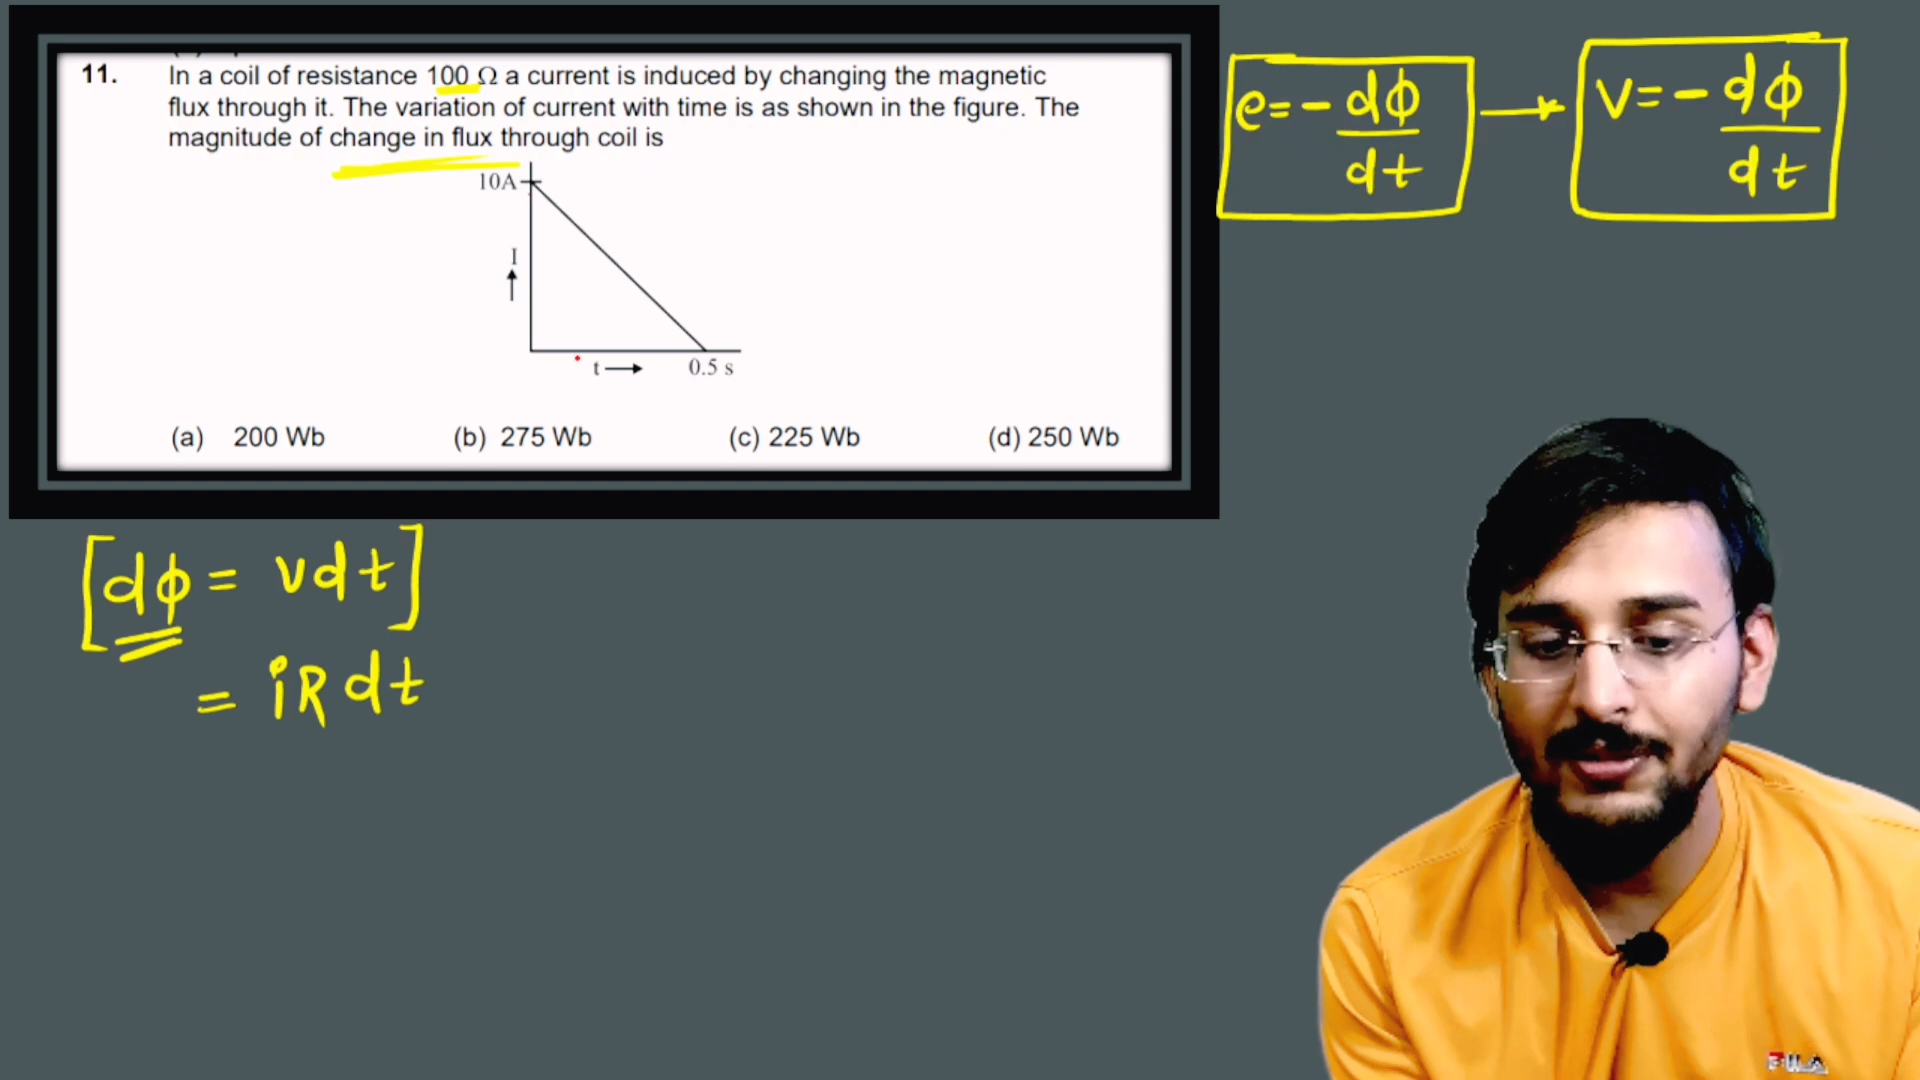 11. In a coil of resistance 100 Ω a current is induced by changing the magnetic
flux through it. The variation of current with time is as shown in the figure. The
magnitude of change in flux through coil is
10A
I
t
0.5 s
(a) 200 Wb (b) 275 Wb (c) 225 Wb (d) 250 Wb
e = - dϕ/dt → v = - dϕ/dt
[dϕ = vdt]
= iRdt
FILA